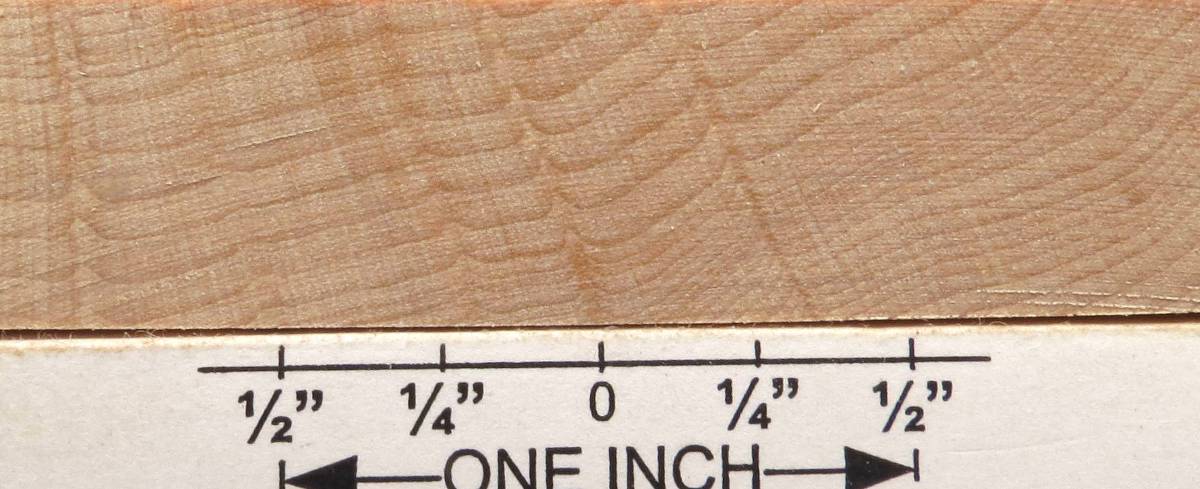 ½” ¼” 0 ¼” ½”
ONE INCH